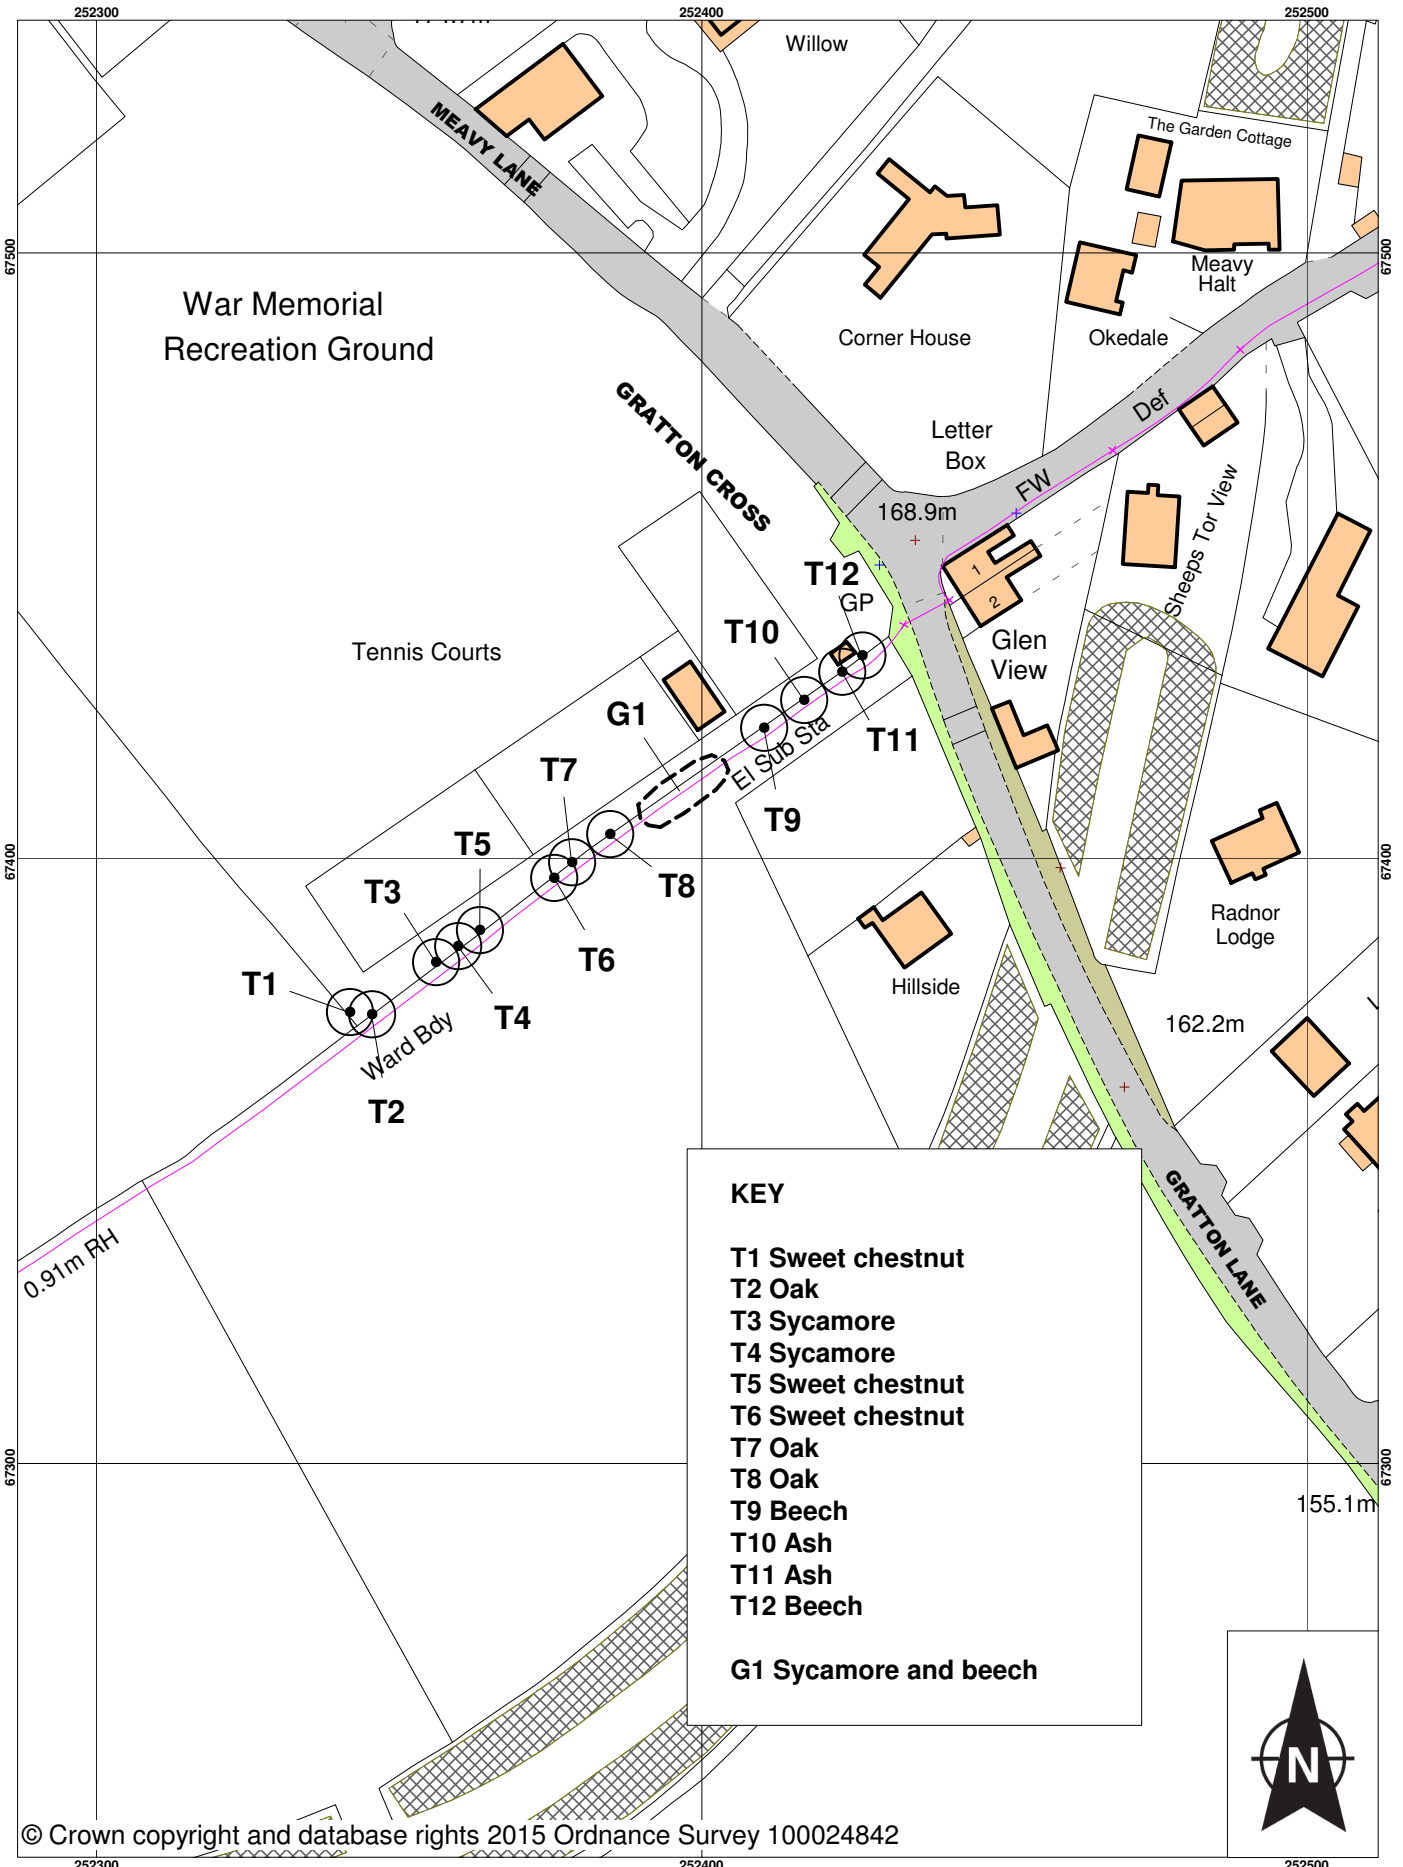 252300
252400
252500
Willow
The Garden Cottage
MEAVY LANE
67500
67500
War Memorial
Recreation Ground
Meavy
Halt
Corner House
Okedale
GRATTON CROSS
Def
Letter
Box
FW
168.9m
Sheeps Tor View
T12
GP
1
2
T10
Glen
View
Tennis Courts
G1
T11
El Sub Sta
T7
T9
T5
67400
67400
T3
T8
Radnor
Lodge
T6
T1
Hillside
T4
162.2m
Ward Bdy
T2
0.91m RH
GRATTON LANE
KEY
T1 Sweet chestnut
T2 Oak
T3 Sycamore
T4 Sycamore
T5 Sweet chestnut
T6 Sweet chestnut
T7 Oak
T8 Oak
T9 Beech
T10 Ash
T11 Ash
T12 Beech
G1 Sycamore and beech
67300
67300
155.1m
N
© Crown copyright and database rights 2015 Ordnance Survey 100024842
252300
252400
252500